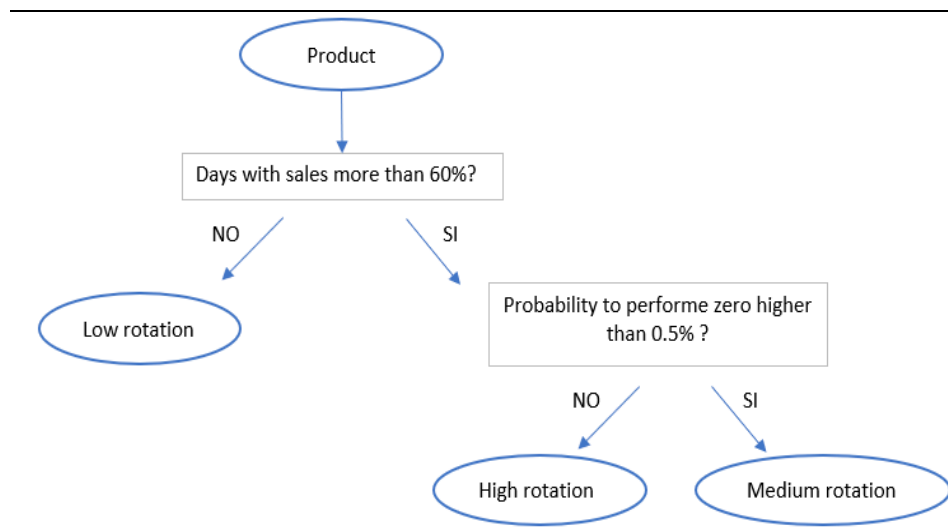 Product
Days with sales more than 60%?
NO
SI
Low rotation
Probability to performe zero higher
than 0.5% ?
NO
SI
High rotation
Medium rotation